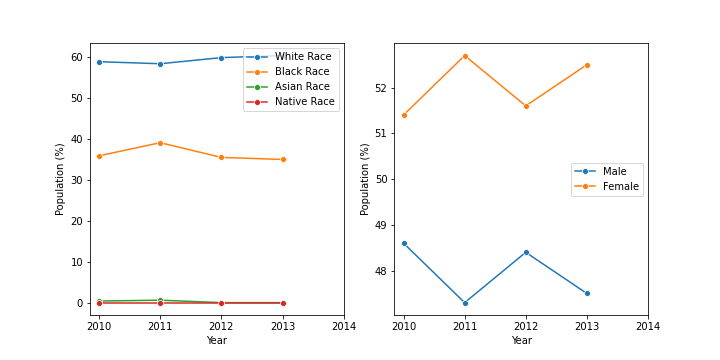 60
50
40
30
20
10
0
Population (%)
2010 2011 2012 2013 2014
Year
White Race
Black Race
Asian Race
Native Race
52
51
50
49
48
Population (%)
2010 2011 2012 2013 2014
Year
Male
Female